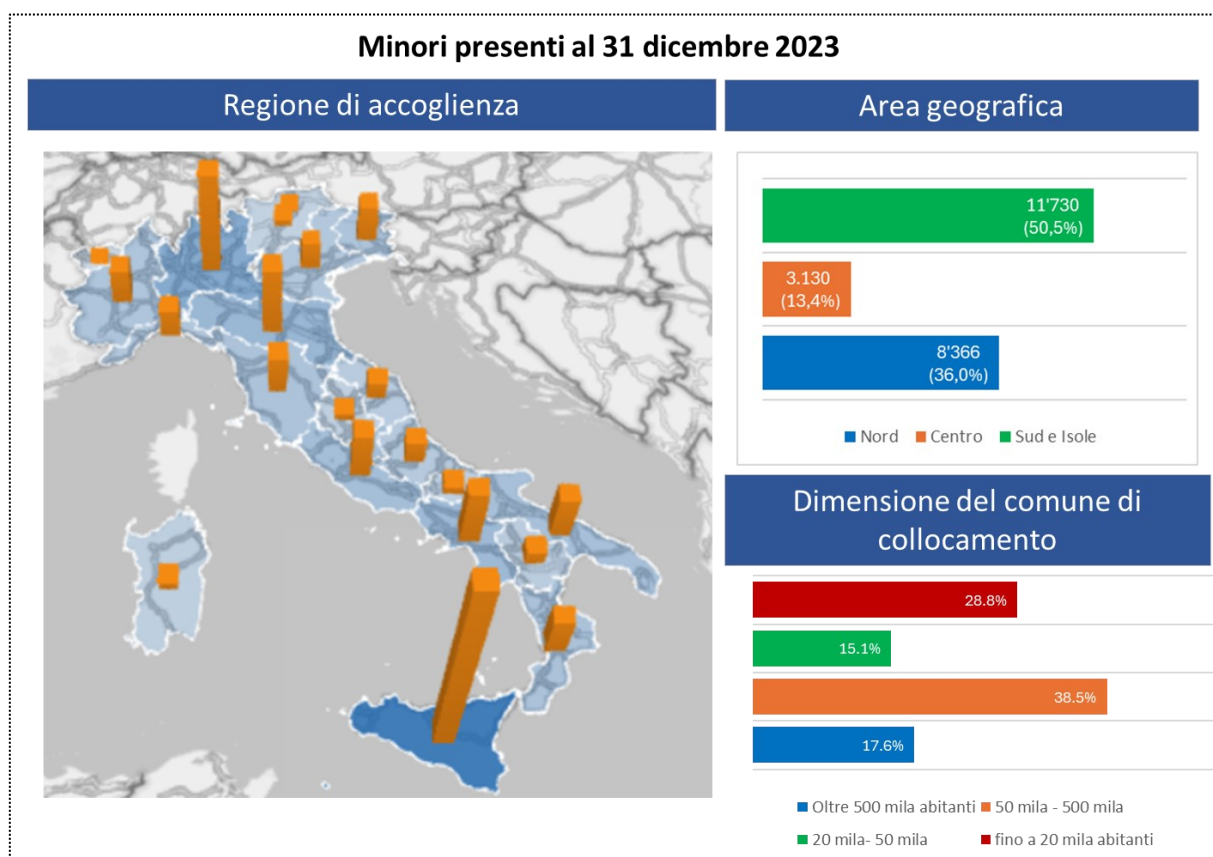 Minori presenti al 31 dicembre 2023
Regione di accoglienza
Area geografica
11'730
(50,5%)
3.130
(13,4%)
8'366
(36,0%)
Nord Centro Sud e Isole
Dimensione del comune di
collocamento
28.8%
15.1%
38.5%
17.6%
Oltre 500 mila abitanti 50 mila - 500 mila
20 mila- 50 mila fino a 20 mila abitanti